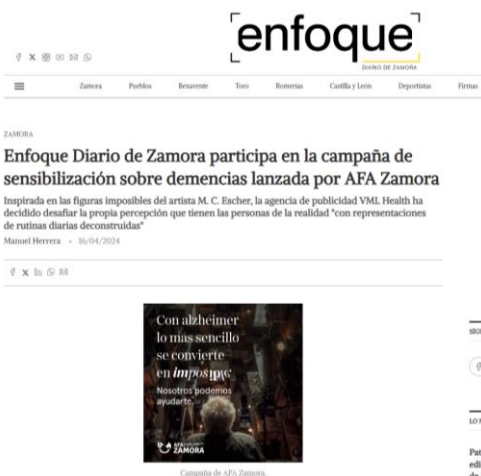 enfoque
DIARIO DE ZAMORA
Zamora Pueblos Benavente Toro Romerías Castilla y León Deportistas Firmas
ZAMORA
Enfoque Diario de Zamora participa en la campaña de
sensibilización sobre demencias lanzada por AFA Zamora
Inspirada en las figuras imposibles del artista M. C. Escher, la agencia de publicidad VML Health ha
decidido desafiar la propia percepción que tienen las personas de la realidad "con representaciones
de rutinas diarias deconstruidas"
Manuel Herrera 16/04/2024
Con alzheimer
lo más sencillo
se convierte
en
Nosotros podemos
ayudarte.
AFA
ZAMORA
Campaña de AFA Zamora.